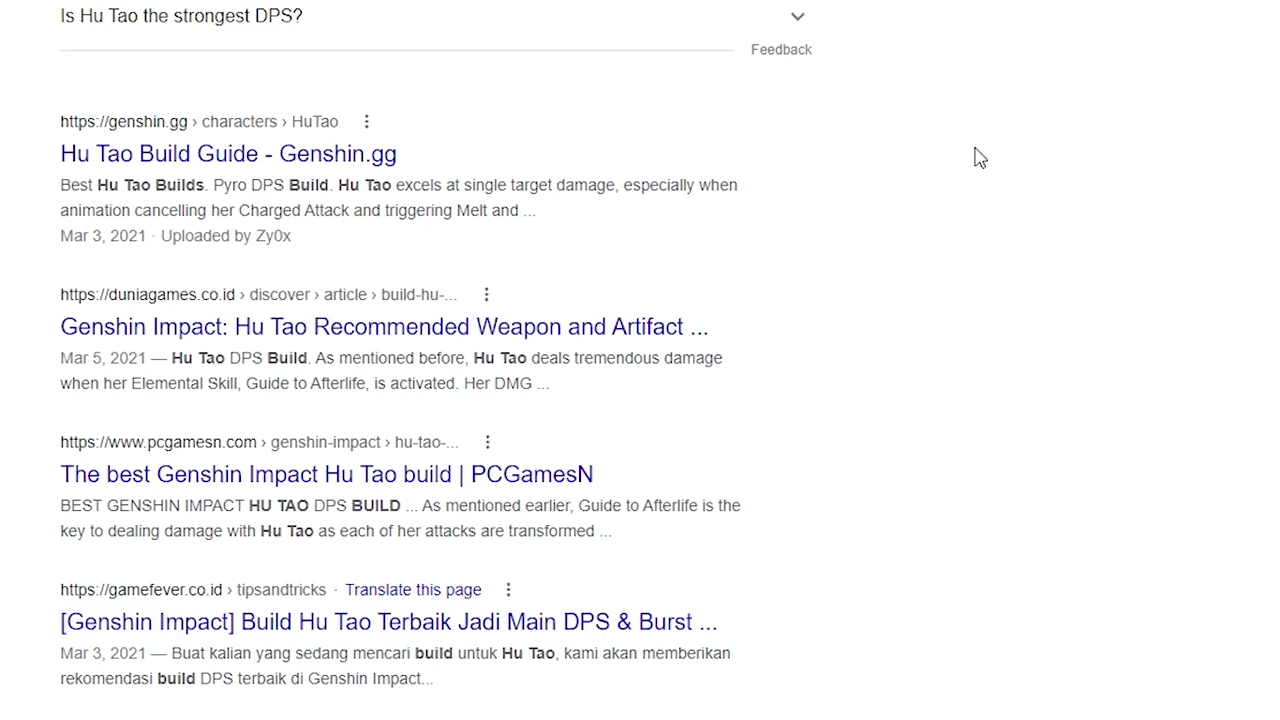 Is Hu Tao the strongest DPS?
Feedback
https://genshin.gg › characters › HuTao
Hu Tao Build Guide - Genshin.gg
Best Hu Tao Builds. Pyro DPS Build. Hu Tao excels at single target damage, especially when
animation cancelling her Charged Attack and triggering Melt and ...
Mar 3, 2021 · Uploaded by Zy0x
https://duniagames.co.id › discover › article › build-hu-...
Genshin Impact: Hu Tao Recommended Weapon and Artifact ...
Mar 5, 2021 — Hu Tao DPS Build. As mentioned before, Hu Tao deals tremendous damage
when her Elemental Skill, Guide to Afterlife, is activated. Her DMG ...
https://www.pcgamesn.com › genshin-impact › hu-tao-...
The best Genshin Impact Hu Tao build | PCGamesN
BEST GENSHIN IMPACT HU TAO DPS BUILD ... As mentioned earlier, Guide to Afterlife is the
key to dealing damage with Hu Tao as each of her attacks are transformed ...
https://gamefever.co.id › tipsandtricks · Translate this page
[Genshin Impact] Build Hu Tao Terbaik Jadi Main DPS & Burst ...
Mar 3, 2021 — Buat kalian yang sedang mencari build untuk Hu Tao, kami akan memberikan
rekomendasi build DPS terbaik di Genshin Impact...